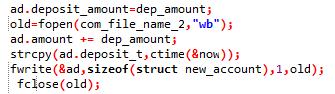 ad.deposit_amount=dep_amount;
old=fopen(com_file_name_2,"wb");
ad.amount += dep_amount;
strcpy(ad.deposit_t,ctime(&now));
fwrite(&ad,sizeof(struct new_account),1,old);
fclose(old);